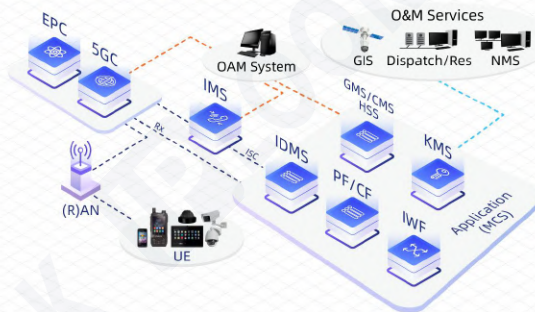 O&M Services
EPC
5GC
GIS
Dispatch/Res
NMS
OAM System
IMS
GMS/CMS
HSS
Rx
ISC
IDMS
KMS
(R)AN
PF/CF
IWF
Application
(MCS)
UE